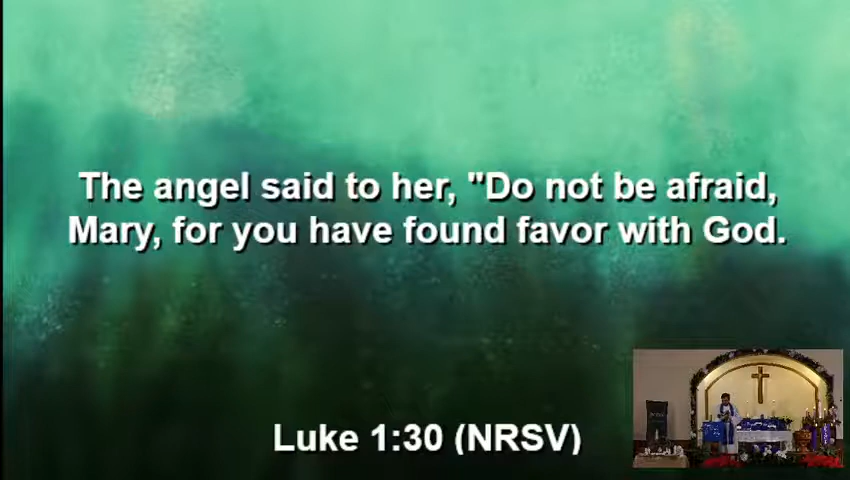 The angel said to her, "Do not be afraid,
Mary, for you have found favor with God.
Luke 1:30 (NRSV)